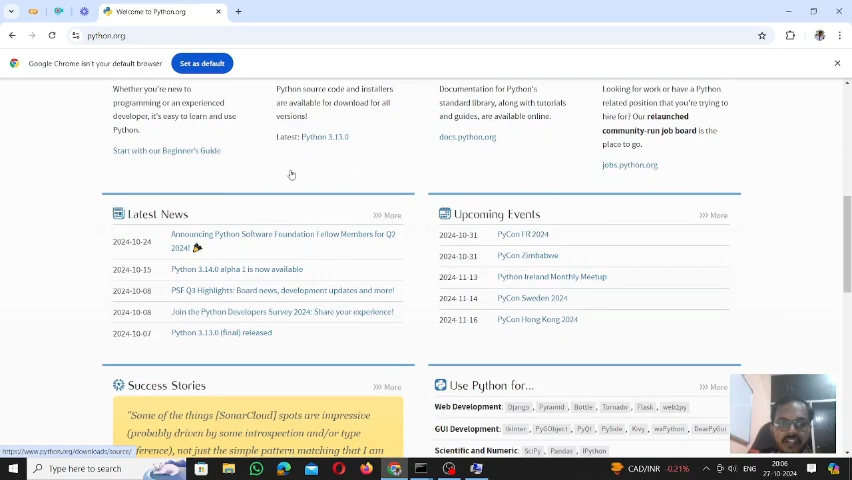 Welcome to Python.org
python.org
Google Chrome isn't your default browser
Set as default
Whether you're new to
programming or an experienced
developer, it's easy to learn and use
Python.
Start with our Beginner's Guide
Python source code and installers
are available for download for all
versions!
Latest: Python 3.13.0
Documentation for Python's
standard library, along with tutorials
and guides, are available online.
docs.python.org
Looking for work or have a Python
related position that you're trying to
hire for? Our relaunched
community-run job board is the
place to go.
jobs.python.org
Latest News
More
2024-10-24 Announcing Python Software Foundation Fellow Members for Q2
2024!
2024-10-15 Python 3.14.0 alpha 1 is now available
2024-10-08 PSF Q3 Highlights: Board news, development updates and more!
2024-10-08 Join the Python Developers Survey 2024: Share your experience!
2024-10-07 Python 3.13.0 (final) released
Upcoming Events
More
2024-10-31 PyCon FR 2024
2024-10-31 PyCon Zimbabwe
2024-11-13 Python Ireland Monthly Meetup
2024-11-14 PyCon Sweden 2024
2024-11-16 PyCon Hong Kong 2024
Success Stories
More
"Some of the things [SonarCloud] spots are impressive
(probably driven by some introspection and/or type
ference), not just the simple pattern matching that I am
Use Python for...
More
Web Development: Django , Pyramid , Bottle , Tornado , Flask , web2py
GUI Development: tkInter , PyGObject , PyQt , PySide , Kivy , wxPython , DearPyGui
Scientific and Numeric: SciPy , Pandas , IPython
https://www.python.org/downloads/source/
Type here to search
CAD/INR -0.21%
ENG
20:06
27-10-2024